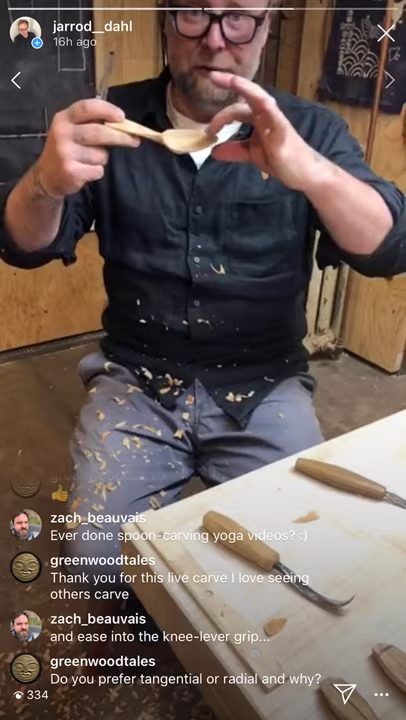 jarrod__dahl
16h ago
👍
zach_beauvais
Ever done spoon-carving yoga videos? :)
greenwoodtales
Thank you for this live carve I love seeing
others carve
zach_beauvais
and ease into the knee-lever grip...
greenwoodtales
Do you prefer tangential or radial and why?
334